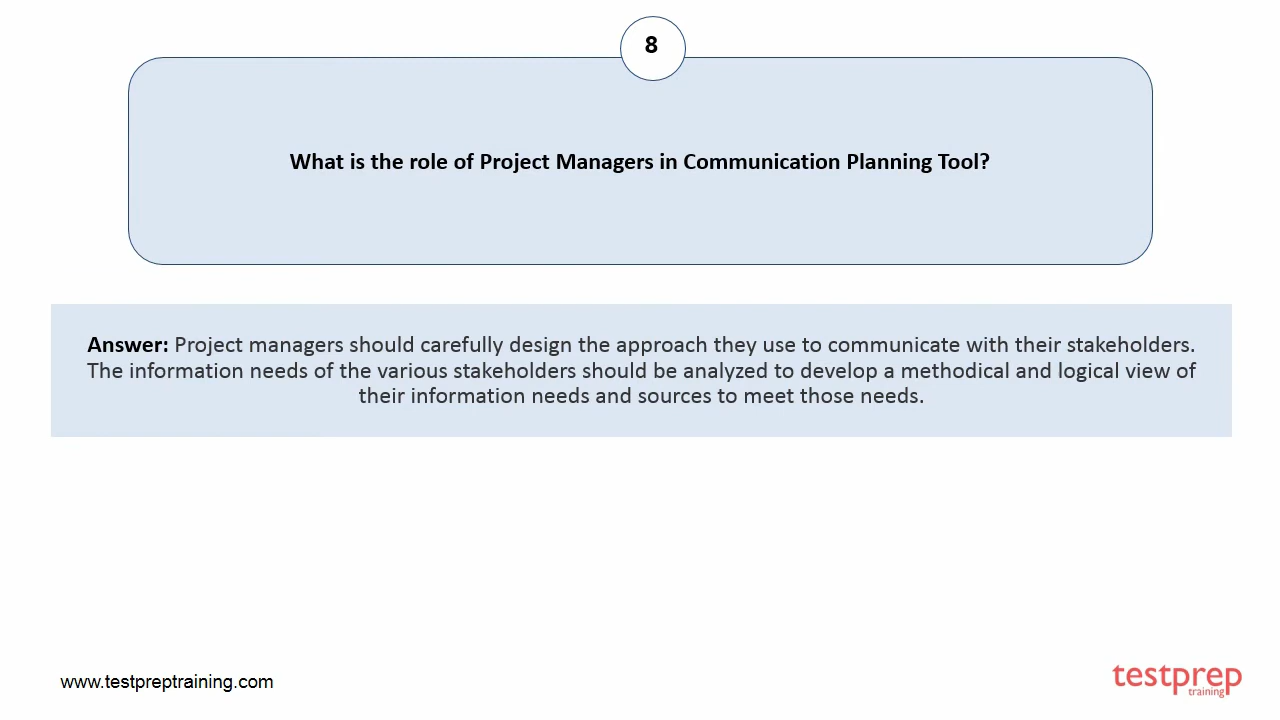 8
What is the role of Project Managers in Communication Planning Tool?
Answer: Project managers should carefully design the approach they use to communicate with their stakeholders.
The information needs of the various stakeholders should be analyzed to develop a methodical and logical view of
their information needs and sources to meet those needs.
www.testpreptraining.com
testprep
training